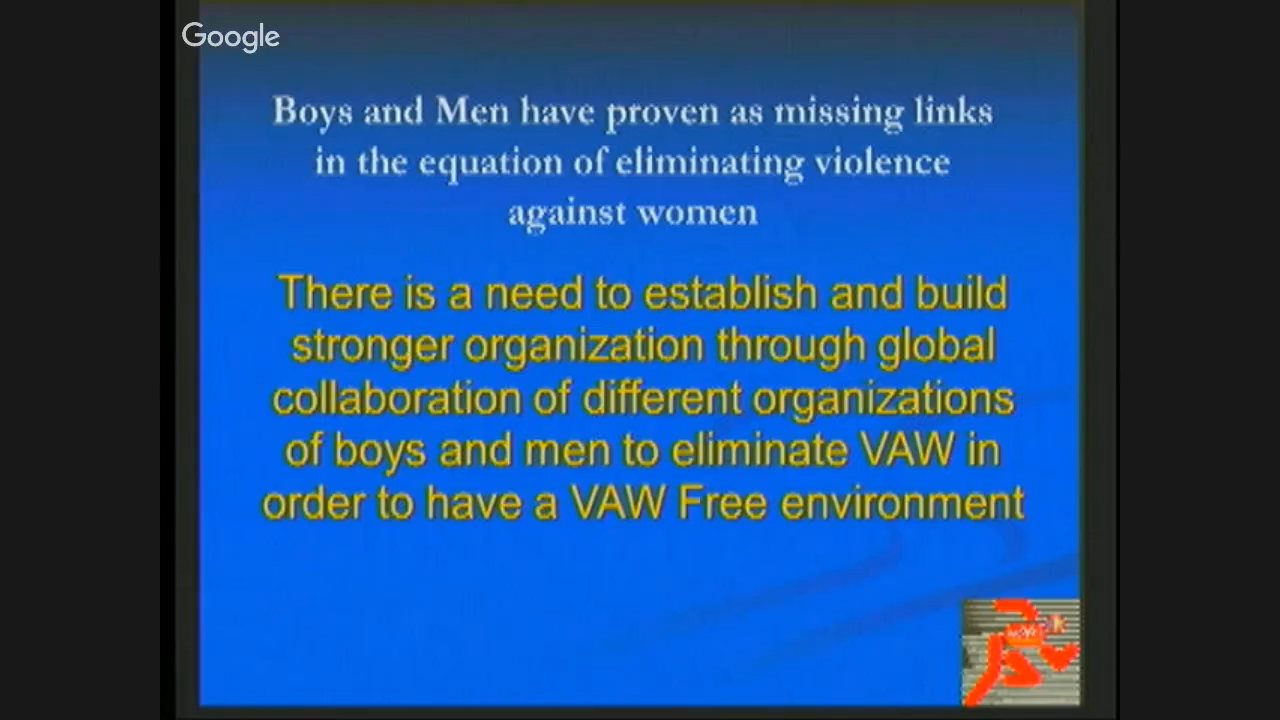 Google
Boys and Men have proven as missing links
in the equation of eliminating violence
against women
There is a need to establish and build
stronger organization through global
collaboration of different organizations
of boys and men to eliminate VAW in
order to have a VAW Free environment